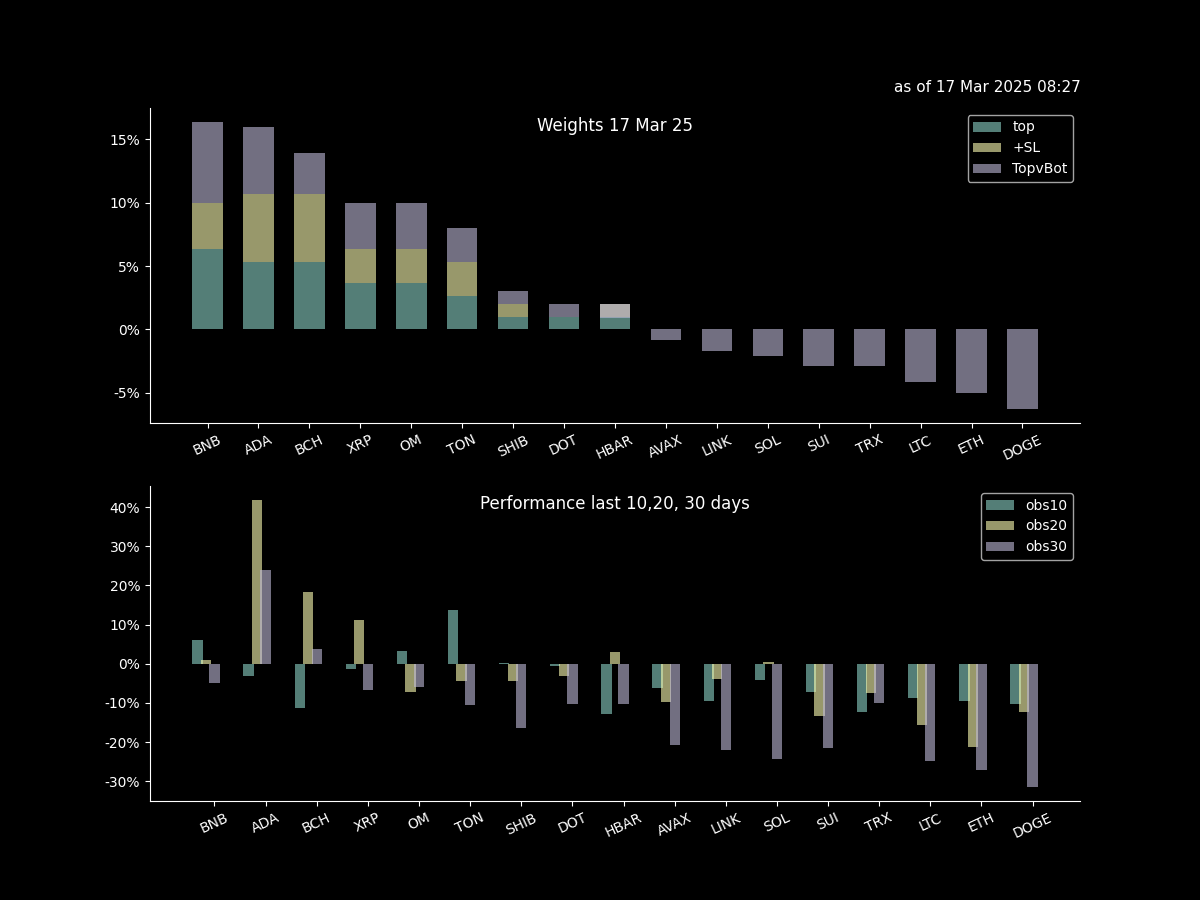 as of 17 Mar 2025 08:27
Weights 17 Mar 25
top
+SL
TopvBot
15%
10%
5%
0%
-5%
BNB ADA BCH XRP OM TON SHIB DOT HBAR AVAX LINK SOL SUI TRX LTC ETH DOGE
Performance last 10,20, 30 days
obs10
obs20
obs30
40%
30%
20%
10%
0%
-10%
-20%
-30%
BNB ADA BCH XRP OM TON SHIB DOT HBAR AVAX LINK SOL SUI TRX LTC ETH DOGE